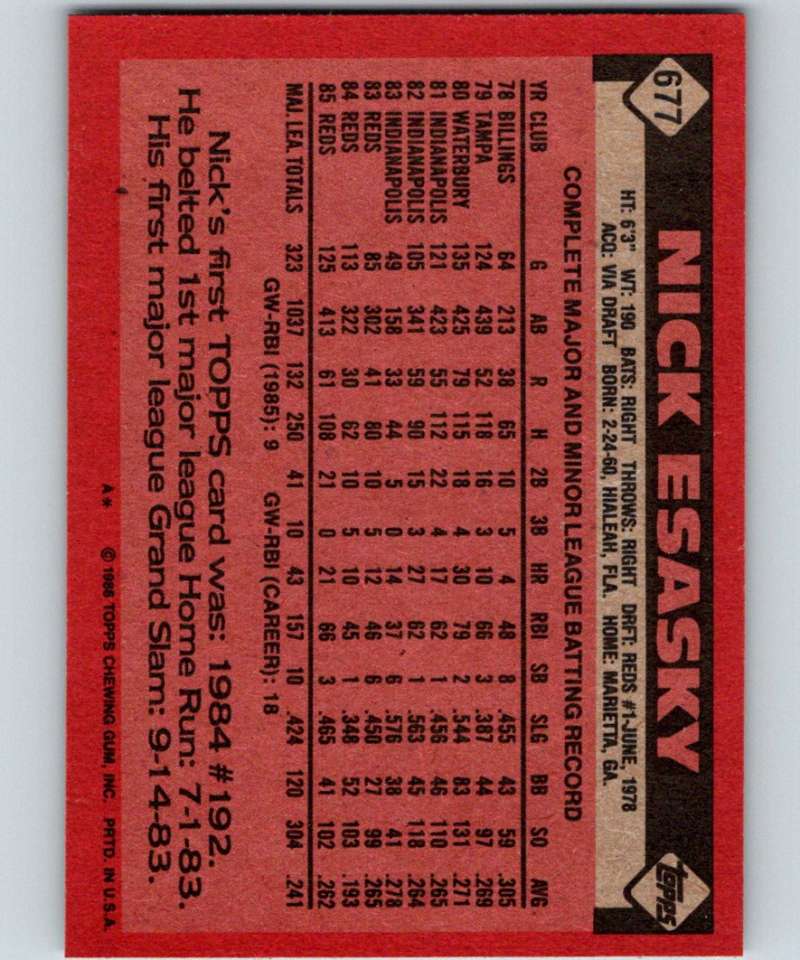 677 NICK ESASKY topps
HT: 6'3" WT: 190 BATS: RIGHT THROWS: RIGHT DRFT: REDS #1-JUNE, 1978
ACQ: VIA DRAFT BORN: 2-24-60, HIALEAH, FLA. HOME: MARIETTA, GA.
COMPLETE MAJOR AND MINOR LEAGUE BATTING RECORD
YR CLUB G AB R H 2B 3B HR RBI SB SLG BB SO AVG
78 BILLINGS 64 213 38 65 10 5 4 48 8 .455 43 59 .305
79 TAMPA 124 439 52 118 16 3 10 66 3 .387 44 97 .269
80 WATERBURY 135 425 79 115 18 4 30 79 2 .544 83 131 .271
81 INDIANAPOLIS 121 423 55 112 22 4 17 62 1 .456 46 110 .265
82 INDIANAPOLIS 105 341 59 90 15 3 27 62 1 .563 45 118 .264
83 INDIANAPOLIS 49 158 33 44 5 0 14 37 6 .576 38 41 .278
83 REDS 85 302 41 80 10 5 12 46 6 .450 27 99 .265
84 REDS 113 322 30 62 10 5 10 45 1 .348 52 103 .193
85 REDS 125 413 61 108 21 0 21 66 3 .465 41 102 .262
MAJ. LEA. TOTALS 323 1037 132 250 41 10 43 157 10 .424 120 304 .241
GW-RBI (1985): 9 GW-RBI (CAREER): 18
Nick's first TOPPS card was: 1984 #192.
He belted 1st major league Home Run: 7-1-83.
His first major league Grand Slam: 9-14-83.
A* © 1986 TOPPS CHEWING GUM, INC. PRTD. IN U.S.A.